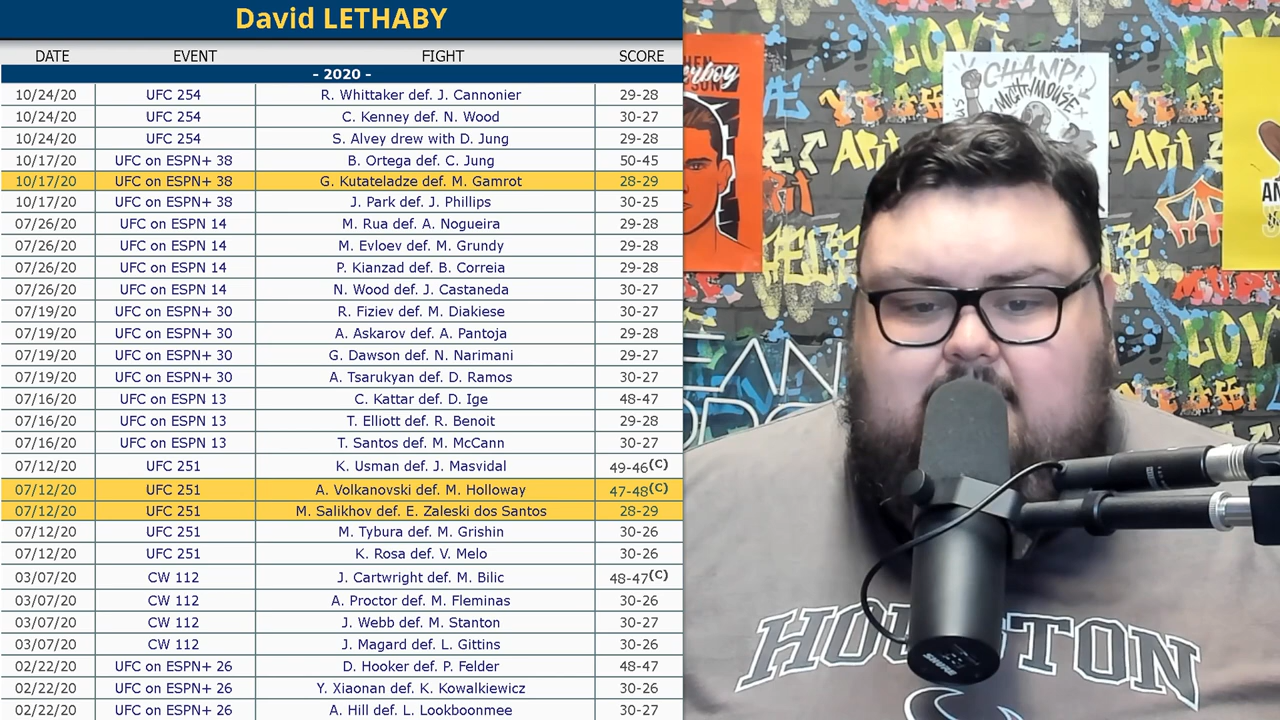 David LETHABY
DATE EVENT FIGHT SCORE
- 2020 -
10/24/20 UFC 254 R. Whittaker def. J. Cannonier 29-28
10/24/20 UFC 254 C. Kenney def. N. Wood 30-27
10/24/20 UFC 254 S. Alvey drew with D. Jung 29-28
10/17/20 UFC on ESPN+ 38 B. Ortega def. C. Jung 50-45
10/17/20 UFC on ESPN+ 38 G. Kutateladze def. M. Gamrot 28-29
10/17/20 UFC on ESPN+ 38 J. Park def. J. Phillips 30-25
07/26/20 UFC on ESPN 14 M. Rua def. A. Nogueira 29-28
07/26/20 UFC on ESPN 14 M. Evloev def. M. Grundy 29-28
07/26/20 UFC on ESPN 14 P. Kianzad def. B. Correia 29-28
07/26/20 UFC on ESPN 14 N. Wood def. J. Castaneda 30-27
07/19/20 UFC on ESPN+ 30 R. Fiziev def. M. Diakiese 30-27
07/19/20 UFC on ESPN+ 30 A. Askarov def. A. Pantoja 29-28
07/19/20 UFC on ESPN+ 30 G. Dawson def. N. Narimani 29-27
07/19/20 UFC on ESPN+ 30 A. Tsarukyan def. D. Ramos 30-27
07/16/20 UFC on ESPN 13 C. Kattar def. D. Ige 48-47
07/16/20 UFC on ESPN 13 T. Elliott def. R. Benoit 29-28
07/16/20 UFC on ESPN 13 T. Santos def. M. McCann 30-27
07/12/20 UFC 251 K. Usman def. J. Masvidal 49-46(C)
07/12/20 UFC 251 A. Volkanovski def. M. Holloway 47-48(C)
07/12/20 UFC 251 M. Salikhov def. E. Zaleski dos Santos 28-29
07/12/20 UFC 251 M. Tybura def. M. Grishin 30-26
07/12/20 UFC 251 K. Rosa def. V. Melo 30-26
03/07/20 CW 112 J. Cartwright def. M. Bilic 48-47(C)
03/07/20 CW 112 A. Proctor def. M. Fleminas 30-26
03/07/20 CW 112 J. Webb def. M. Stanton 30-27
03/07/20 CW 112 J. Magard def. L. Gittins 30-26
02/22/20 UFC on ESPN+ 26 D. Hooker def. P. Felder 48-47
02/22/20 UFC on ESPN+ 26 Y. Xiaonan def. K. Kowalkiewicz 30-26
02/22/20 UFC on ESPN+ 26 A. Hill def. L. Lookboonmee 30-27
CHAMP!
MIGHTYMOUSE
LOVE
ART
LOV
SHURE